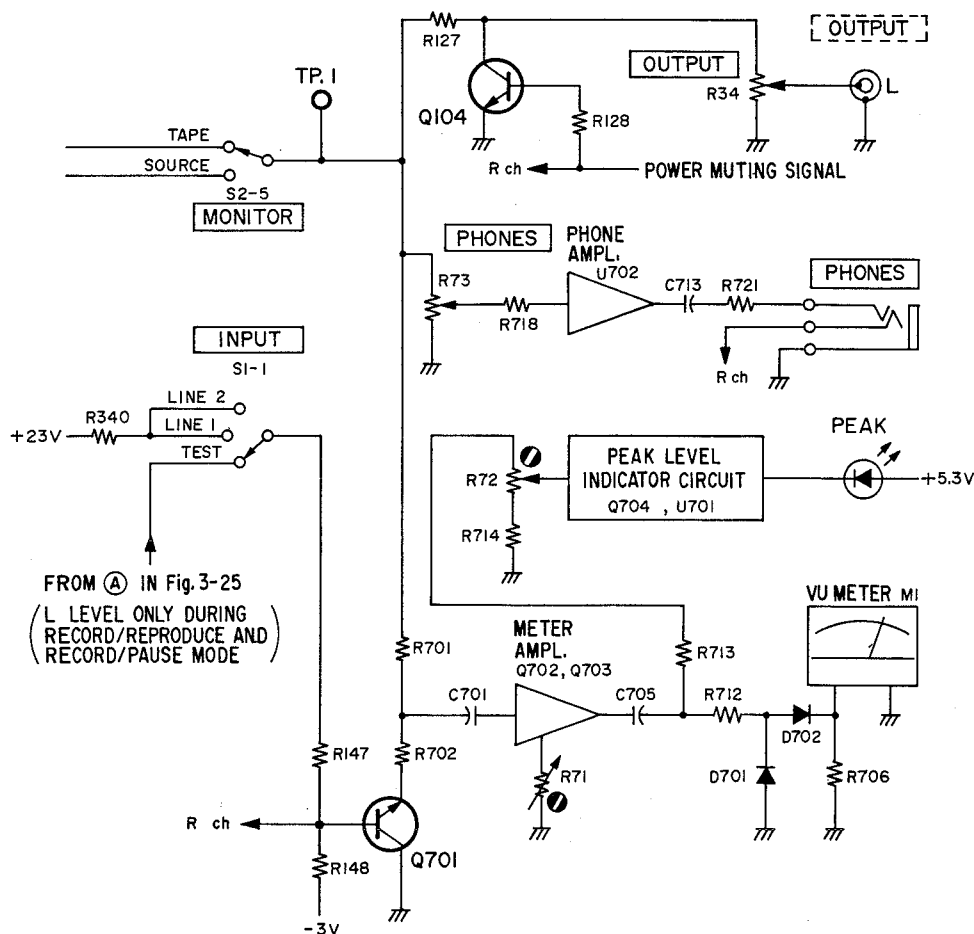 OUTPUT
R127
TP. 1
OUTPUT
R34
L
Q104
R128
TAPE
SOURCE
S2-5
MONITOR
R ch
POWER MUTING SIGNAL
PHONES
PHONE
AMPL.
U702
R73
R718
C713
R721
PHONES
R ch
INPUT
S1-1
LINE 2
LINE 1
TEST
+23V
R340
PEAK
+5.3V
R72
R714
PEAK LEVEL
INDICATOR CIRCUIT
Q704 , U701
FROM A IN Fig. 3-25
(L LEVEL ONLY DURING
RECORD/REPRODUCE AND
RECORD/PAUSE MODE)
VU METER M1
R701
METER
AMPL.
Q702, Q703
R713
C701
C705
R712
D702
R147
R702
R71
D701
R706
R ch
Q701
R148
-3V